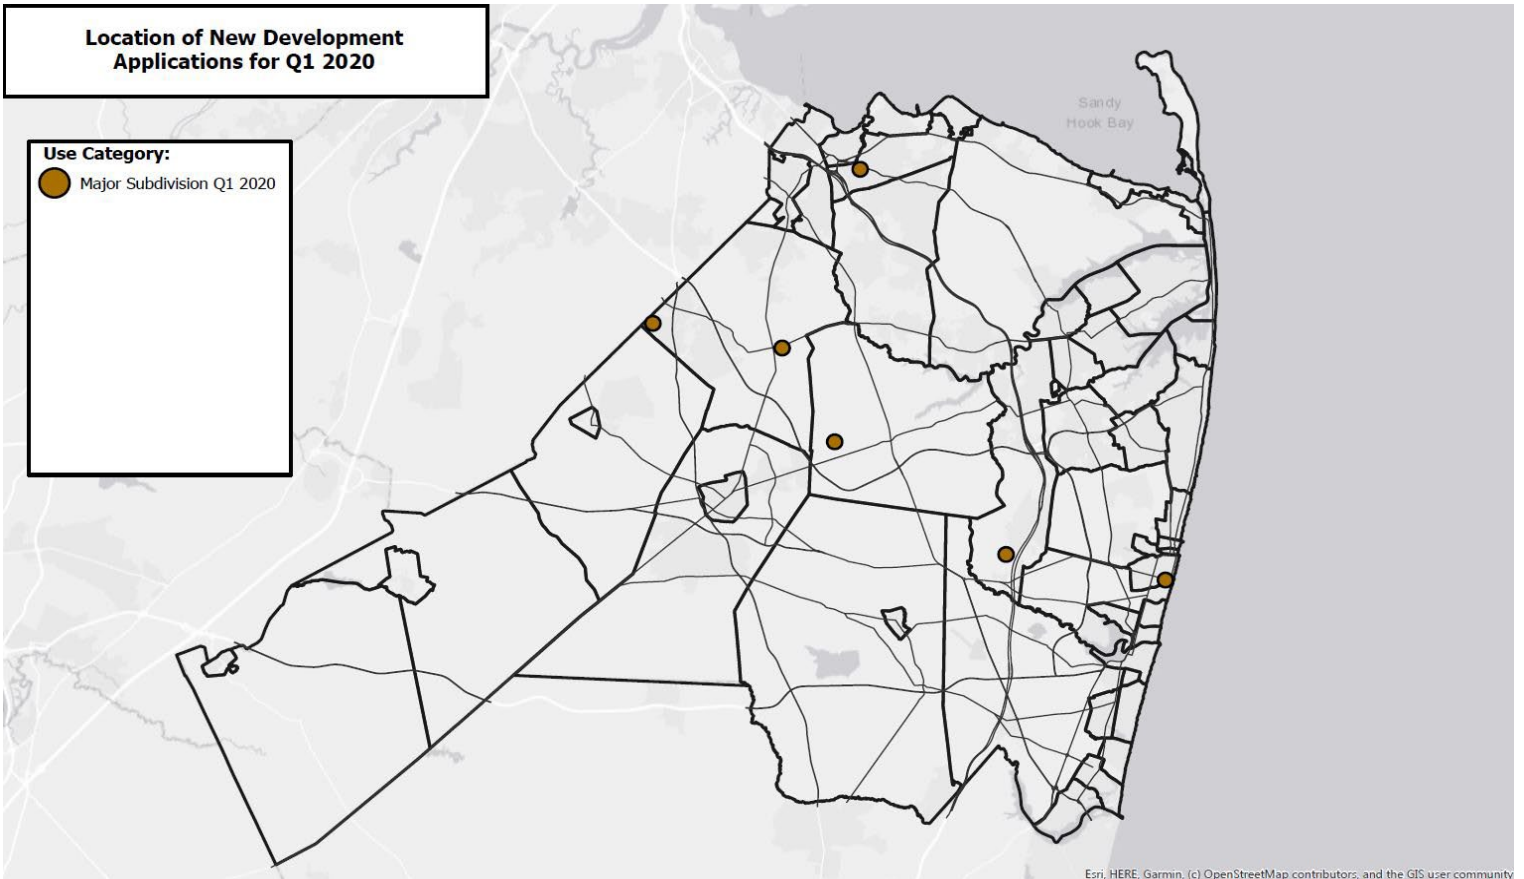 Location of New Development
Applications for Q1 2020
Use Category:
Major Subdivision Q1 2020
Sandy
Hook Bay
Esri, HERE, Garmin, (c) OpenStreetMap contributors, and the GIS user community